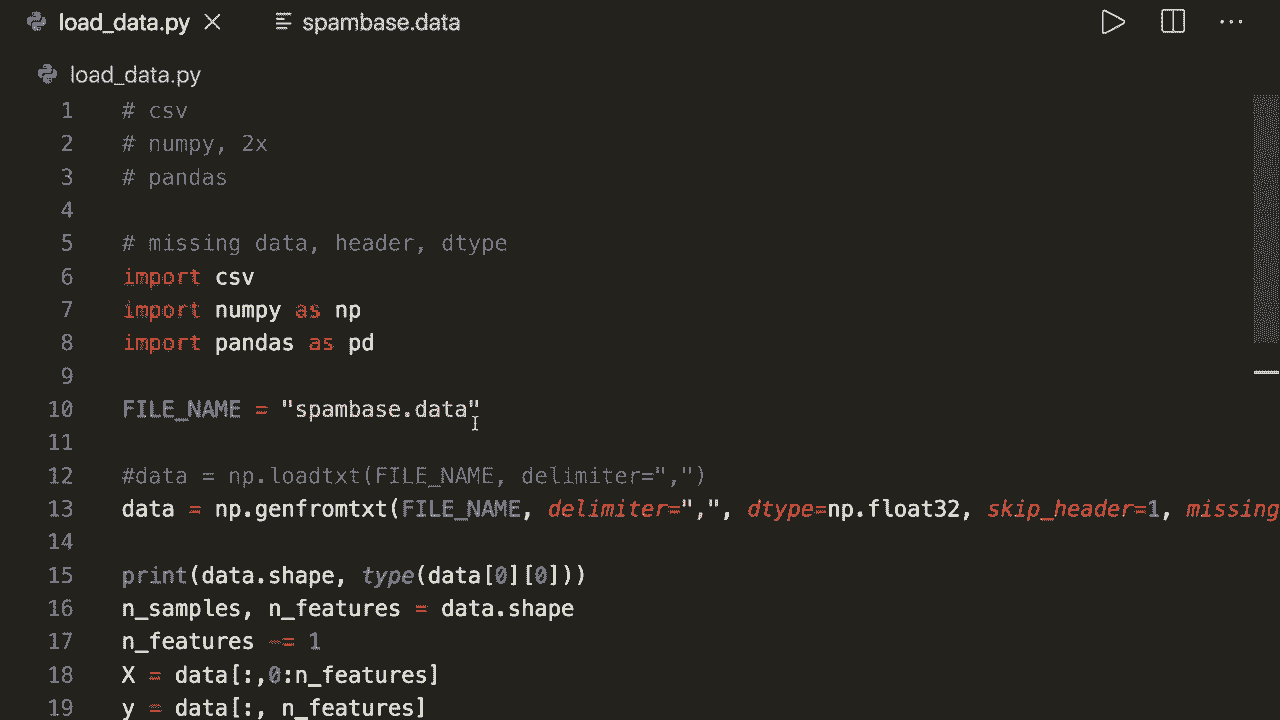 load_data.py
spambase.data
load_data.py
1 # csv
2 # numpy, 2x
3 # pandas
4
5 # missing data, header, dtype
6 import csv
7 import numpy as np
8 import pandas as pd
9
10 FILE_NAME = "spambase.data"
11
12 #data = np.loadtxt(FILE_NAME, delimiter=",")
13 data = np.genfromtxt(FILE_NAME, delimiter=",", dtype=np.float32, skip_header=1, missing
14
15 print(data.shape, type(data[0][0]))
16 n_samples, n_features = data.shape
17 n_features -= 1
18 X = data[:,0:n_features]
19 y = data[:, n_features]